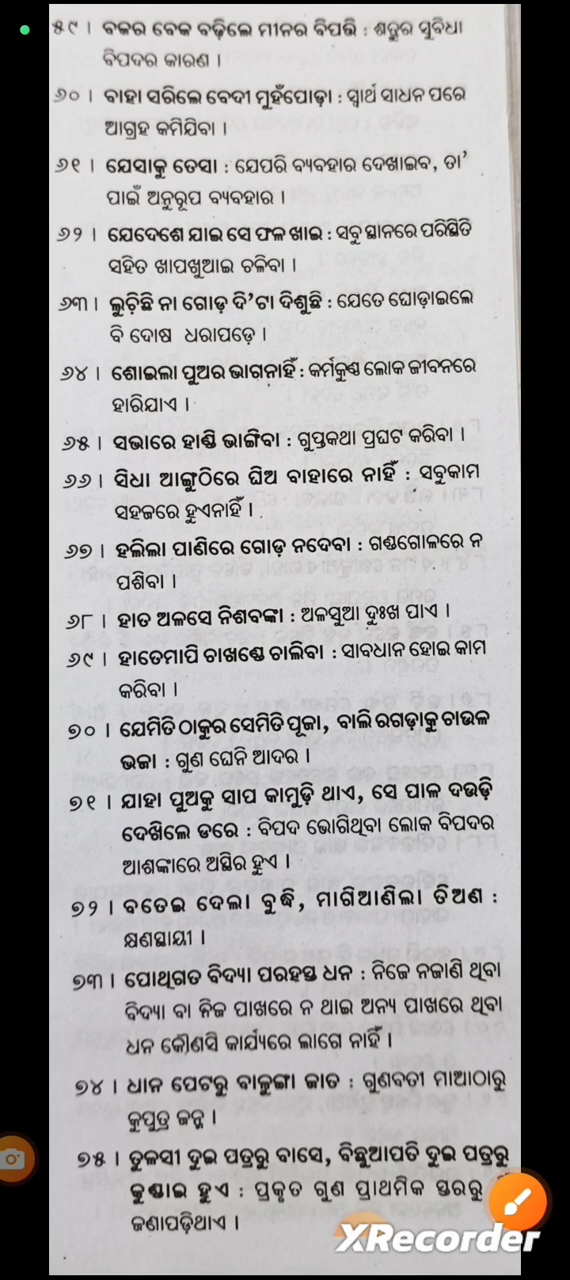 ୫୯ । ବକର ବେକ ବଢ଼ିଲେ ମୀନର ବିପତ୍ତି : ଶତ୍ରୁର ସୁବିଧା
ବିପଦର କାରଣ ।
୬୦ । ବାହା ସରିଲେ ବେଦୀ ମୁହଁପୋଡ଼ା : ସ୍ୱାର୍ଥ ସାଧନ ପରେ
ଆଗ୍ରହ କମିଯିବା ।
୬୧ । ଯେସାକୁ ତେସା : ଯେପରି ବ୍ୟବହାର ଦେଖାଇବ, ତା’
ପାଇଁ ଅନୁରୂପ ବ୍ୟବହାର ।
୬୨ । ଯେଦେଶେ ଯାଇ ସେ ଫଳ ଖାଇ : ସବୁ ସ୍ଥାନରେ ପରିସ୍ଥିତି
ସହିତ ଖାପଖୁଆଇ ଚଳିବା ।
୬୩ । ଲୁଚିଛି ନା ଗୋଡ଼ ଦି’ଟା ଦିଶୁଛି : ଯେତେ ଘୋଡ଼ାଇଲେ
ବି ଦୋଷ ଧରାପଡ଼େ ।
୬୪ । ଶୋଇଲା ପୁଅର ଭାଗନାହିଁ : କର୍ମକୁଣ୍ଠ ଲୋକ ଜୀବନରେ
ହାରିଯାଏ ।
୬୫ । ସଭାରେ ହାଣ୍ଡି ଭାଙ୍ଗିବା : ଗୁପ୍ତକଥା ପ୍ରଘଟ କରିବା ।
୬୬ । ସିଧା ଆଙ୍ଗୁଠିରେ ଘିଅ ବାହାରେ ନାହିଁ : ସବୁକାମ
ସହଜରେ ହୁଏନାହିଁ ।
୬୭ । ହଲିଲା ପାଣିରେ ଗୋଡ଼ ନଦେବା : ଗଣ୍ଡଗୋଳରେ ନ
ପଶିବା ।
୬୮ । ହାତ ଅଳସେ ନିଶବଙ୍କା : ଅଳସୁଆ ଦୁଃଖ ପାଏ ।
୬୯ । ହାତେମାପି ଚାଖଣ୍ଡେ ଚାଲିବା : ସାବଧାନ ହୋଇ କାମ
କରିବା ।
୭୦ । ଯେମିତି ଠାକୁର ସେମିତି ପୂଜା, ବାଲି ରଗଡ଼ାକୁ ଚାଉଳ
ଭଜା : ଗୁଣ ଘେନି ଆଦର ।
୭୧ । ଯାହା ପୁଅକୁ ସାପ କାମୁଡ଼ି ଥାଏ, ସେ ପାଳ ଦଉଡ଼ି
ଦେଖିଲେ ଡରେ : ବିପଦ ଭୋଗିଥିବା ଲୋକ ବିପଦର
ଆଶଙ୍କାରେ ଅସ୍ଥିର ହୁଏ ।
୭୨ । ବତେଇ ଦେଲା ବୁଦ୍ଧି, ମାଗିଆଣିଲା ତିଅଣ :
କ୍ଷଣସ୍ଥାୟୀ ।
୭୩ । ପୋଥିଗତ ବିଦ୍ୟା ପରହସ୍ତ ଧନ : ନିଜେ ନଜାଣି ଥିବା
ବିଦ୍ୟା ବା ନିଜ ପାଖରେ ନ ଥାଇ ଅନ୍ୟ ପାଖରେ ଥିବା
ଧନ କୌଣସି କାର୍ଯ୍ୟରେ ଲାଗେ ନାହିଁ ।
୭୪ । ଧାନ ପେଟରୁ ବାଳୁଙ୍ଗା ଜାତ : ଗୁଣବତୀ ମାଆଠାରୁ
କୁପୁତ୍ର ଜନ୍ମ ।
୭୫ । ତୁଳସୀ ଦୁଇ ପତ୍ରରୁ ବାସେ, ବିଛୁଆପତି ଦୁଇ ପତ୍ରରୁ
କୁଣ୍ଡାଇ ହୁଏ : ପ୍ରକୃତ ଗୁଣ ପ୍ରାଥମିକ ସ୍ତରରୁ
ଜଣାପଡ଼ିଥାଏ ।
XRecorder